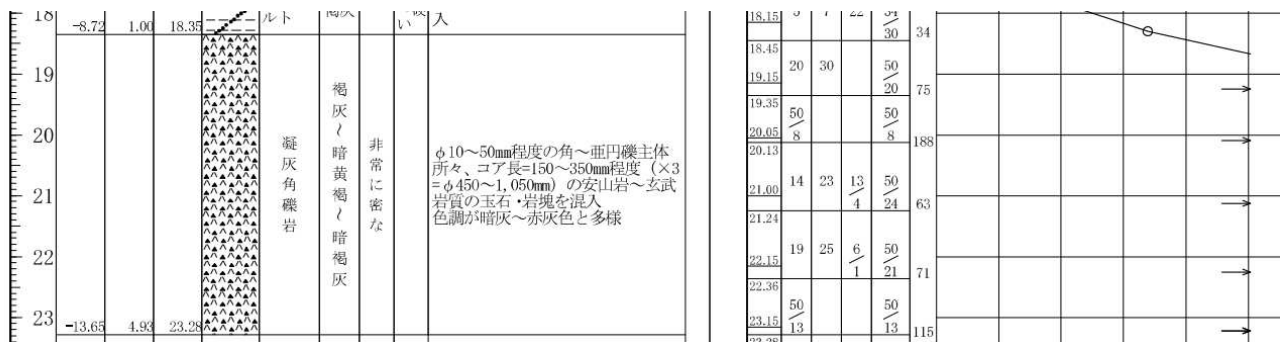 18
-8.72 1.00 18.35
ルト
入
19
20
21
22
23
-13.65 4.93 23.28
凝灰角礫岩
褐灰～暗黄褐～暗褐灰
非常に密な
φ10～50mm程度の角～亜円礫主体
所々、コア長=150～350mm程度（×3
=φ450～1,050mm）の安山岩～玄武
岩質の玉石・岩塊を混入
色調が暗灰～赤灰色と多様
18.15
30
34
18.45
20 30 50/20
19.15
75
19.35
50/8 50/8
20.05
188
20.13
14 23 13/4 50/24
21.00
63
21.24
19 25 6/1 50/21
22.15
71
22.36
50/13 50/13
23.15
115